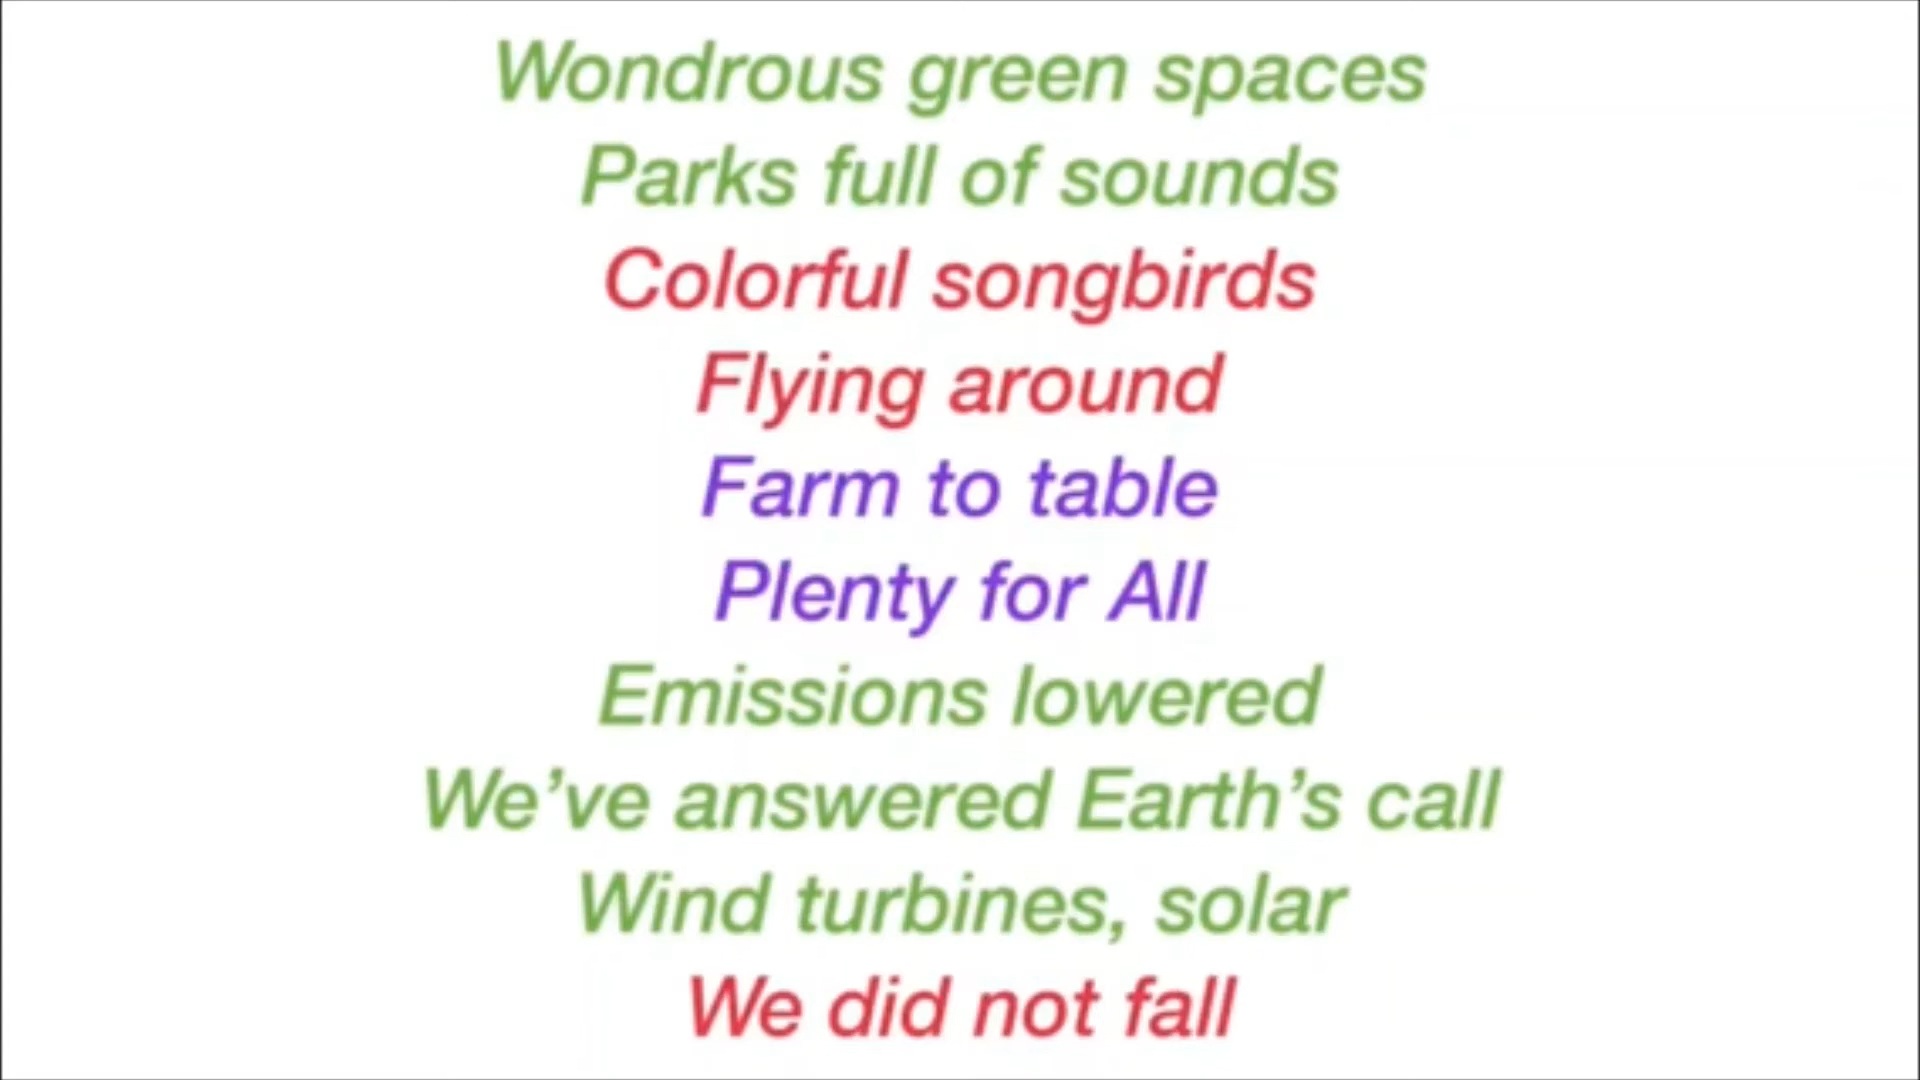 Wondrous green spaces
Parks full of sounds
Colorful songbirds
Flying around
Farm to table
Plenty for All
Emissions lowered
We’ve answered Earth’s call
Wind turbines, solar
We did not fall